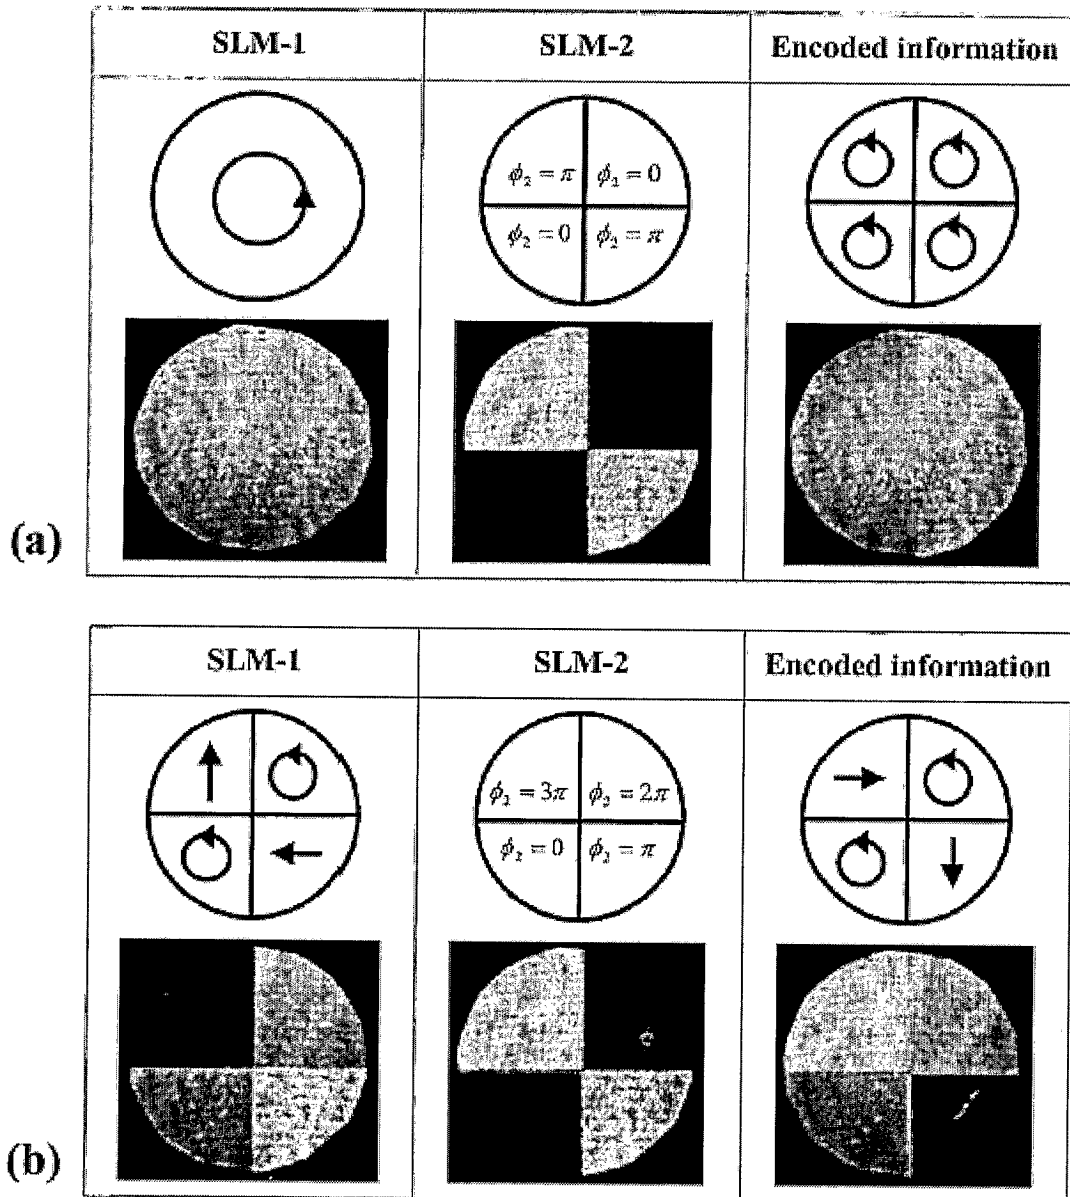 SLM-1 SLM-2 Encoded information
ϕ₂ = π ϕ₂ = 0
ϕ₂ = 0 ϕ₂ = π
(a)
SLM-1 SLM-2 Encoded information
ϕ₂ = 3π ϕ₂ = 2π
ϕ₂ = 0 ϕ₂ = π
(b)